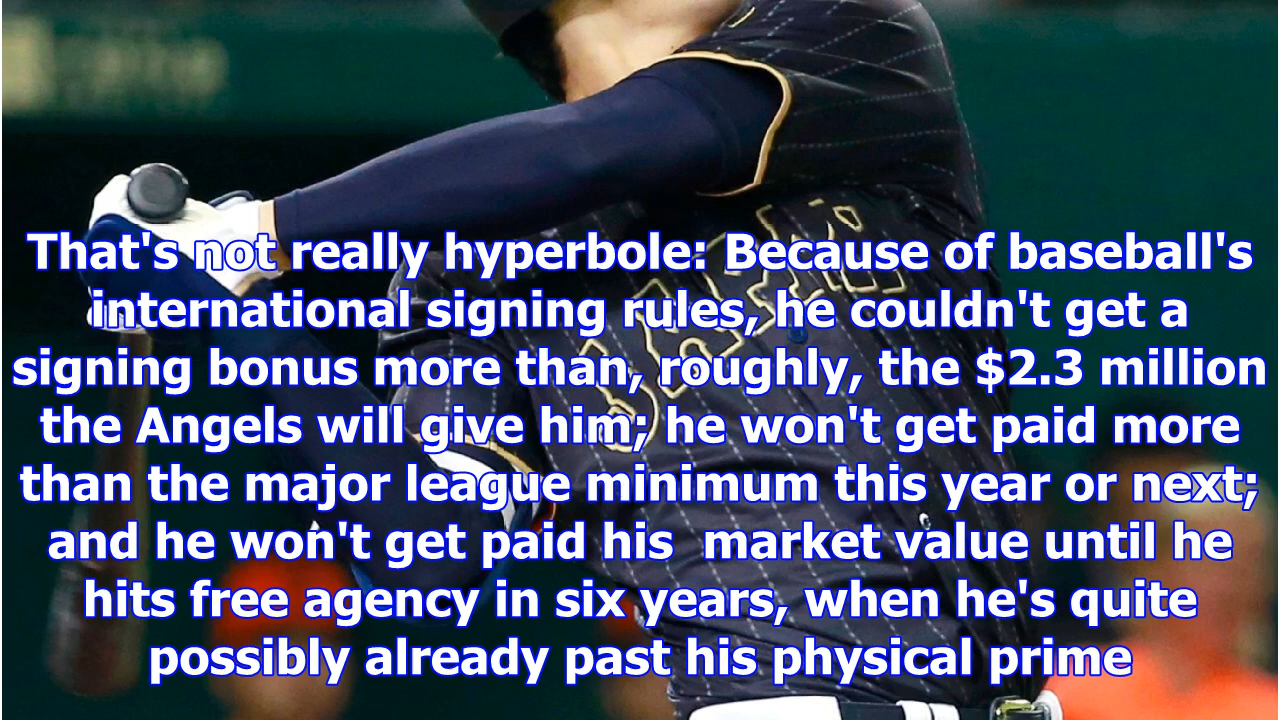 That's not really hyperbole: Because of baseball's
international signing rules, he couldn't get a
signing bonus more than, roughly, the $2.3 million
the Angels will give him; he won't get paid more
than the major league minimum this year or next;
and he won't get paid his  market value until he
hits free agency in six years, when he's quite
possibly already past his physical prime